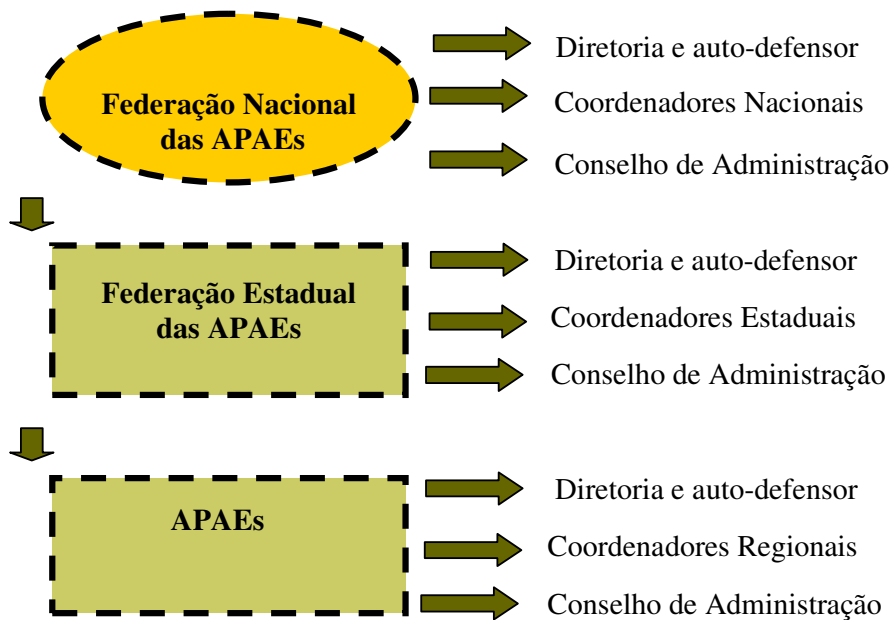 Federação Nacional
das APAEs
Diretoria e auto-defensor
Coordenadores Nacionais
Conselho de Administração
Federação Estadual
das APAEs
Diretoria e auto-defensor
Coordenadores Estaduais
Conselho de Administração
APAEs
Diretoria e auto-defensor
Coordenadores Regionais
Conselho de Administração